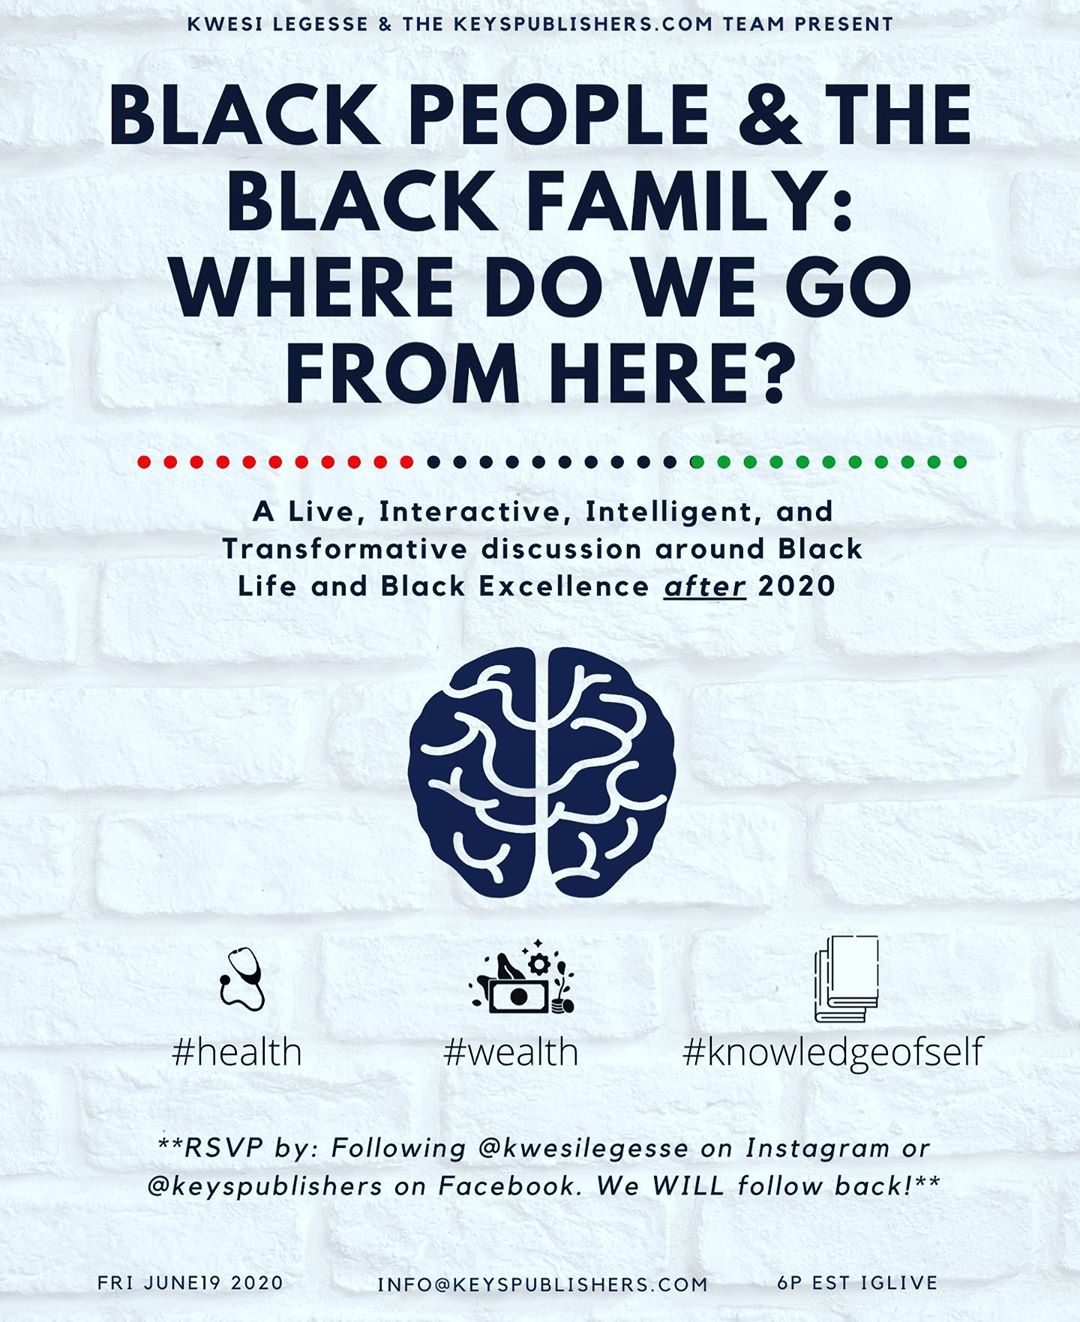 KWESI LEGESSE & THE KEYSPUBLISHERS.COM TEAM PRESENT
BLACK PEOPLE & THE
BLACK FAMILY:
WHERE DO WE GO
FROM HERE?
A Live, Interactive, Intelligent, and
Transformative discussion around Black
Life and Black Excellence after 2020
#health
#wealth
#knowledgeofself
**RSVP by: Following @kwesilegesse on Instagram or
@keyspublishers on Facebook. We WILL follow back!**
FRI JUNE19 2020
INFO@KEYSPUBLISHERS.COM
6P EST IGLIVE